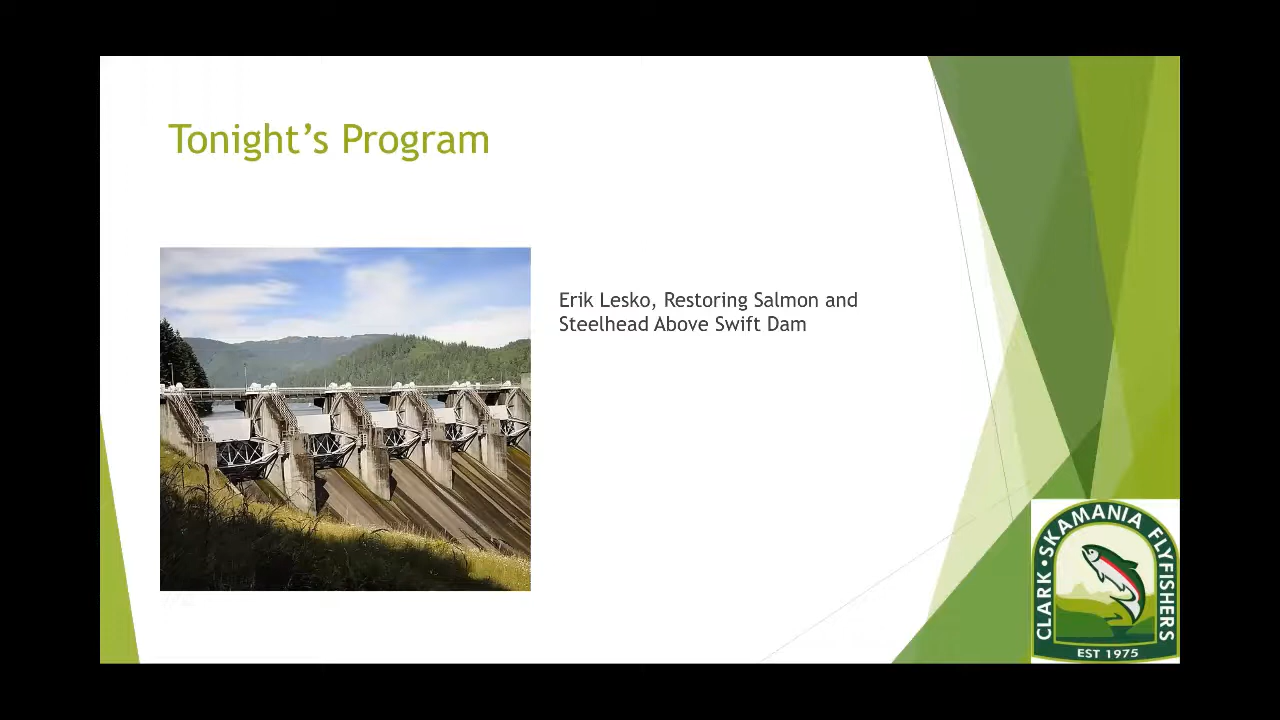 Tonight’s Program
Erik Lesko, Restoring Salmon and
Steelhead Above Swift Dam
CLARK • SKAMANIA FLYFISHERS
EST 1975